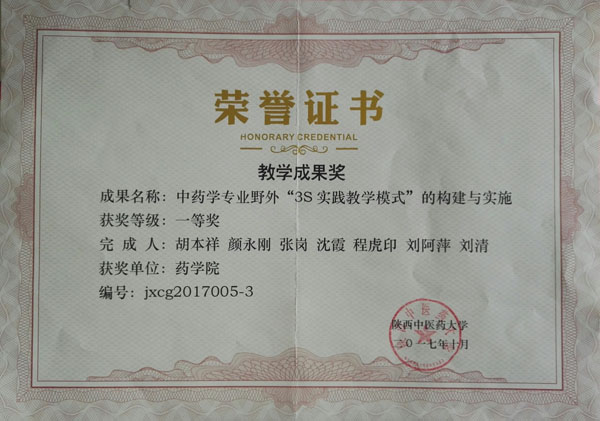 荣誉证书
HONORARY CREDENTIAL
教学成果奖
成果名称：中药学专业野外“3S 实践教学模式”的构建与实施
获奖等级：一等奖
完 成 人：胡本祥 颜永刚 张岗 沈霞 程虎印 刘阿萍 刘清
获奖单位：药学院
编号：jxcg2017005-3
陕西中医药大学
二〇一七年十月